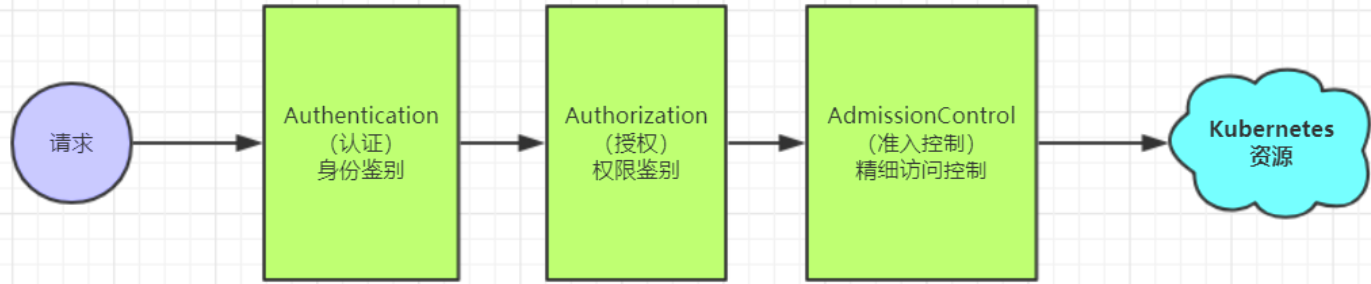 请求
Authentication
（认证）
身份鉴别
Authorization
（授权）
权限鉴别
AdmissionControl
（准入控制）
精细访问控制
Kubernetes
资源